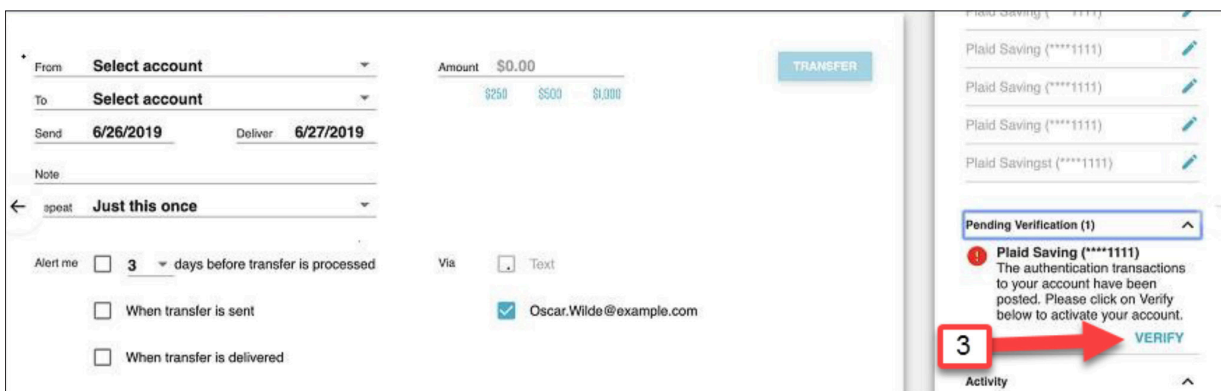 From Select account
Amount $0.00
TRANSFER
To Select account
$250 $500 $1,000
Send 6/26/2019 Deliver 6/27/2019
Note
epeat Just this once
Alert me 3 days before transfer is processed
Via Text
When transfer is sent
Oscar.Wilde@example.com
When transfer is delivered
Plaid Saving (****1111)
Plaid Saving (****1111)
Plaid Saving (****1111)
Plaid Saving (****1111)
Plaid Savingst (****1111)
Pending Verification (1)
Plaid Saving (****1111)
The authentication transactions
to your account have been
posted. Please click on Verify
below to activate your account.
3
VERIFY
Activity